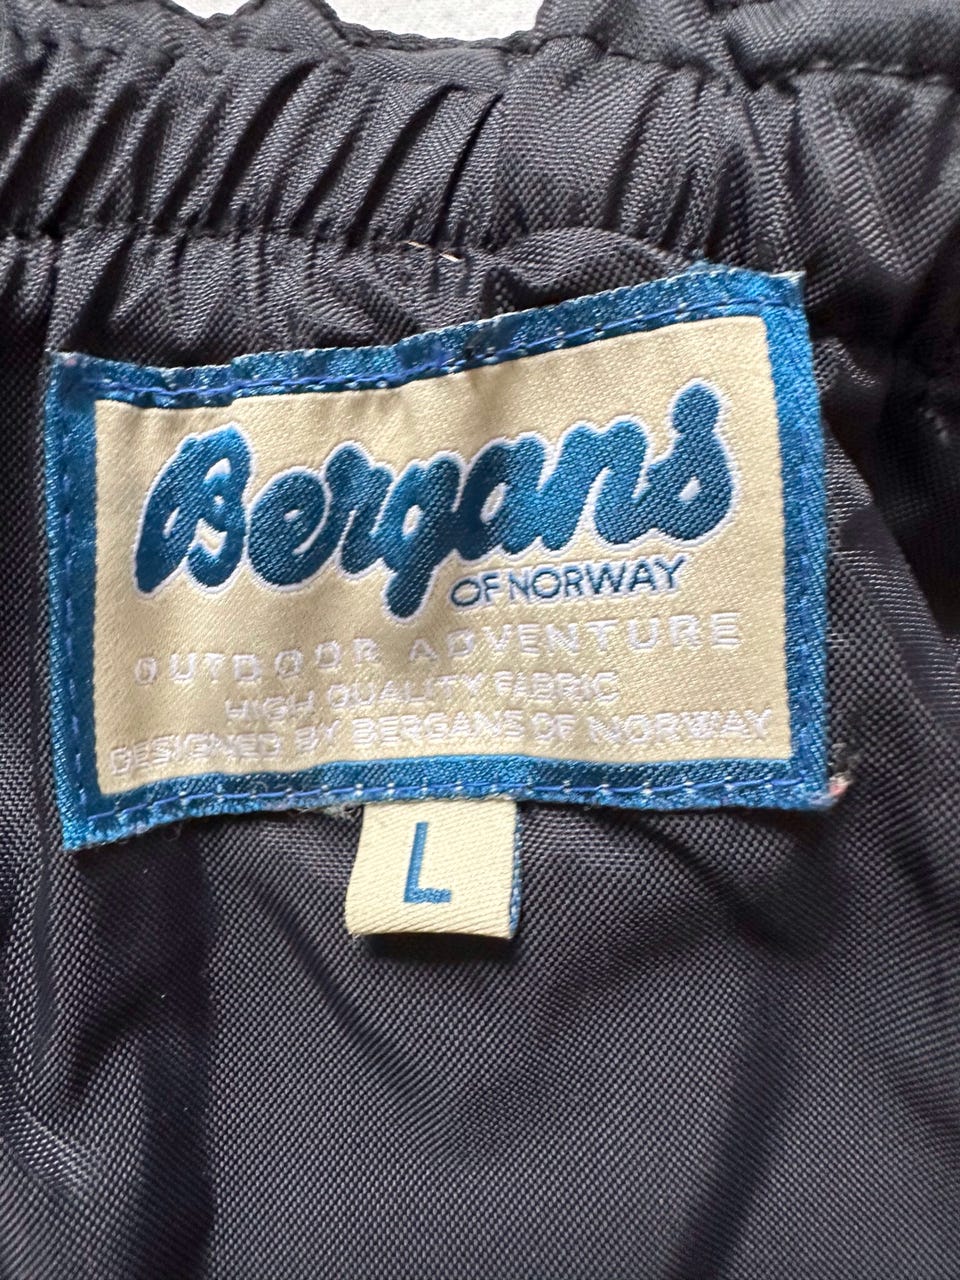 Bergans
OF NORWAY
OUTDOOR ADVENTURE
HIGH QUALITY FABRIC
DESIGNED BY BERGANS OF NORWAY
L